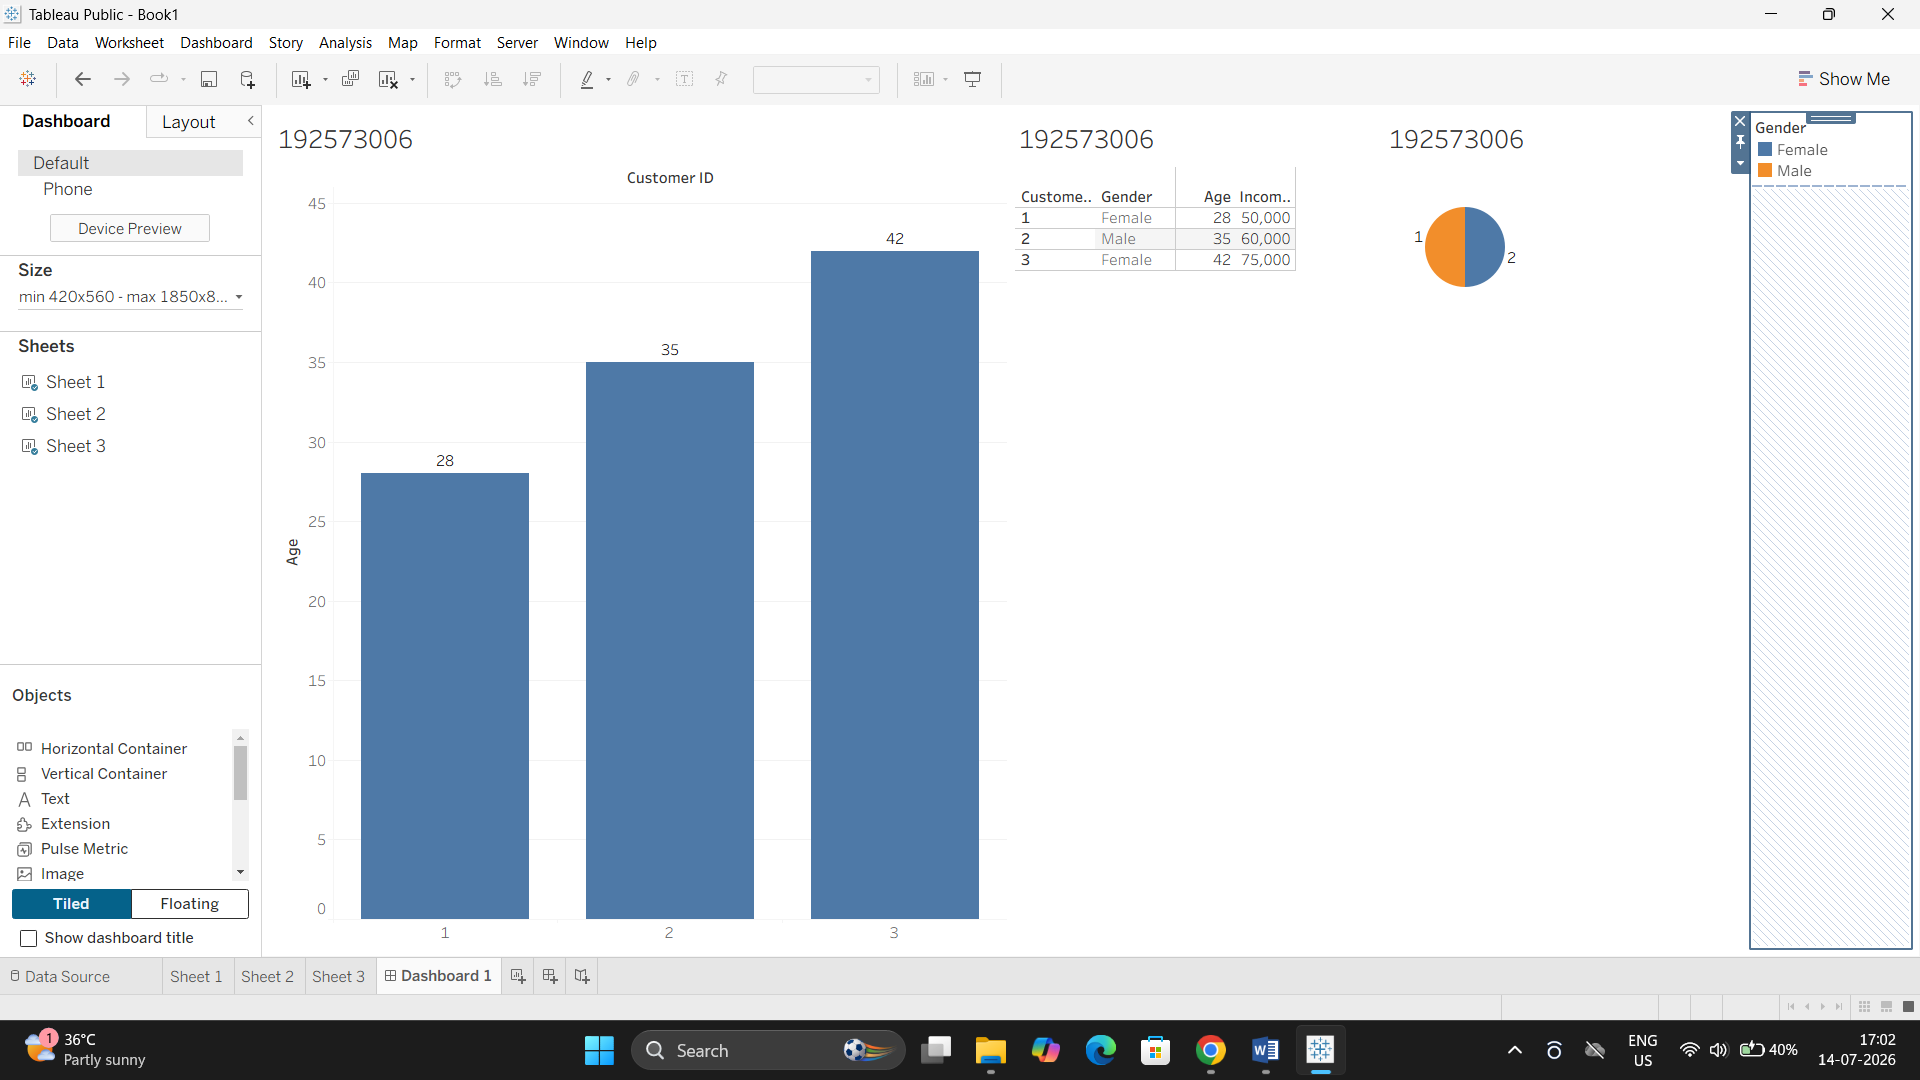 Tableau Public - Book1
File Data Worksheet Dashboard Story Analysis Map Format Server Window Help
Show Me
Dashboard Layout
Default
Phone
Device Preview
Size
min 420x560 - max 1850x8...
Sheets
Sheet 1
Sheet 2
Sheet 3
Objects
Horizontal Container
Vertical Container
Text
Extension
Pulse Metric
Image
Tiled Floating
Show dashboard title
192573006
Customer ID
Age
45
40
35
30
25
20
15
10
5
0
28
35
42
1 2 3
192573006
Custome.. Gender Age Incom..
1 Female 28 50,000
2 Male 35 60,000
3 Female 42 75,000
192573006
1
2
Gender
Female
Male
Data Source Sheet 1 Sheet 2 Sheet 3 Dashboard 1
1
36°C
Partly sunny
Search
ENG
US
40%
17:02
14-07-2026